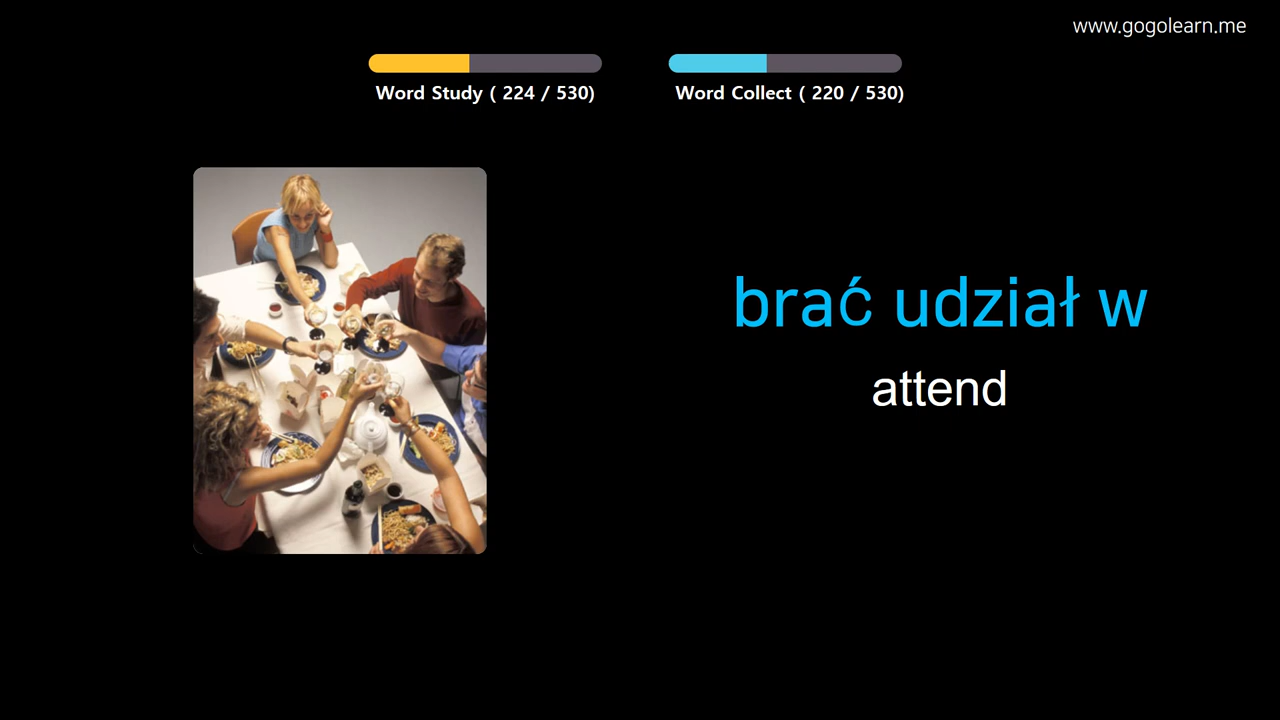 www.gogolearn.me
Word Study ( 224 / 530)
Word Collect ( 220 / 530)
brać udział w
attend